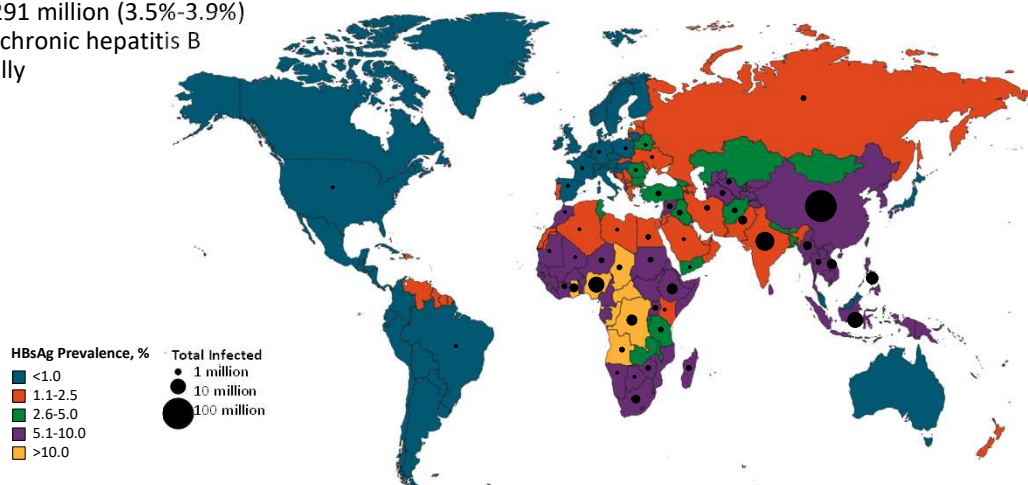 291 million (3.5%-3.9%)
chronic hepatitis B
lly
HBsAg Prevalence, %
<1.0
1.1-2.5
2.6-5.0
5.1-10.0
>10.0
Total Infected
1 million
10 million
100 million